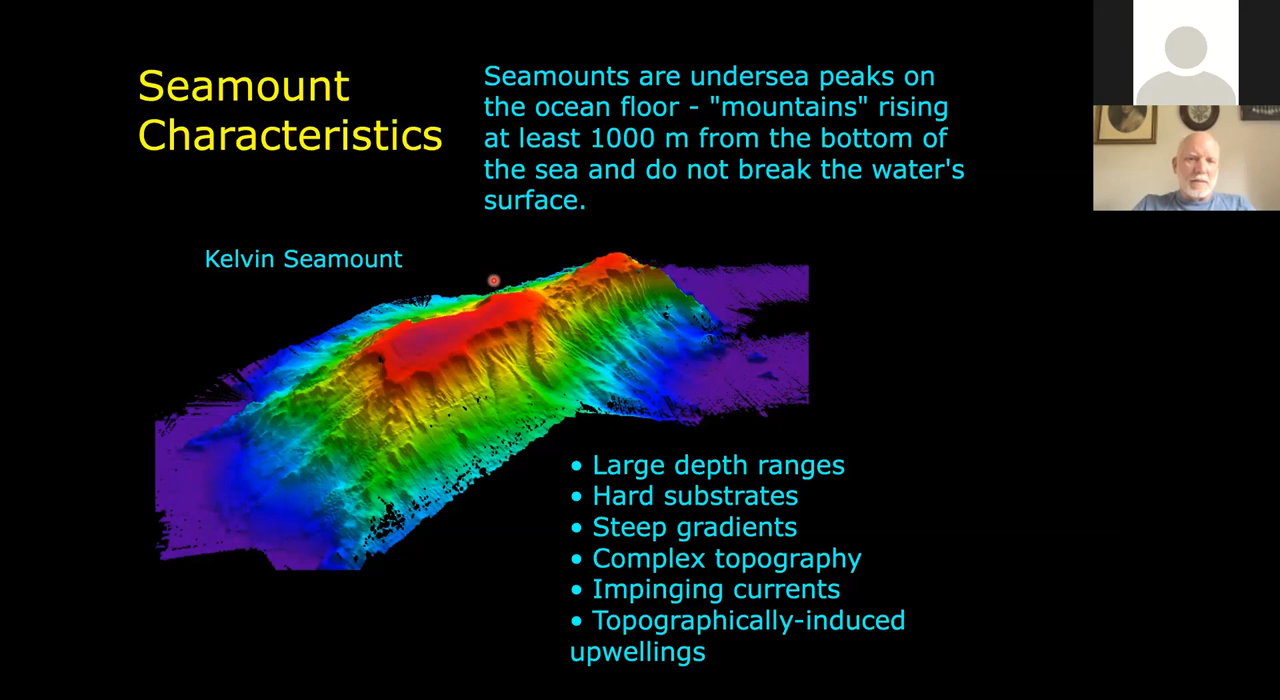 Seamount
Characteristics
Seamounts are undersea peaks on
the ocean floor - "mountains" rising
at least 1000 m from the bottom of
the sea and do not break the water's
surface.
Kelvin Seamount
• Large depth ranges
• Hard substrates
• Steep gradients
• Complex topography
• Impinging currents
• Topographically-induced
upwellings